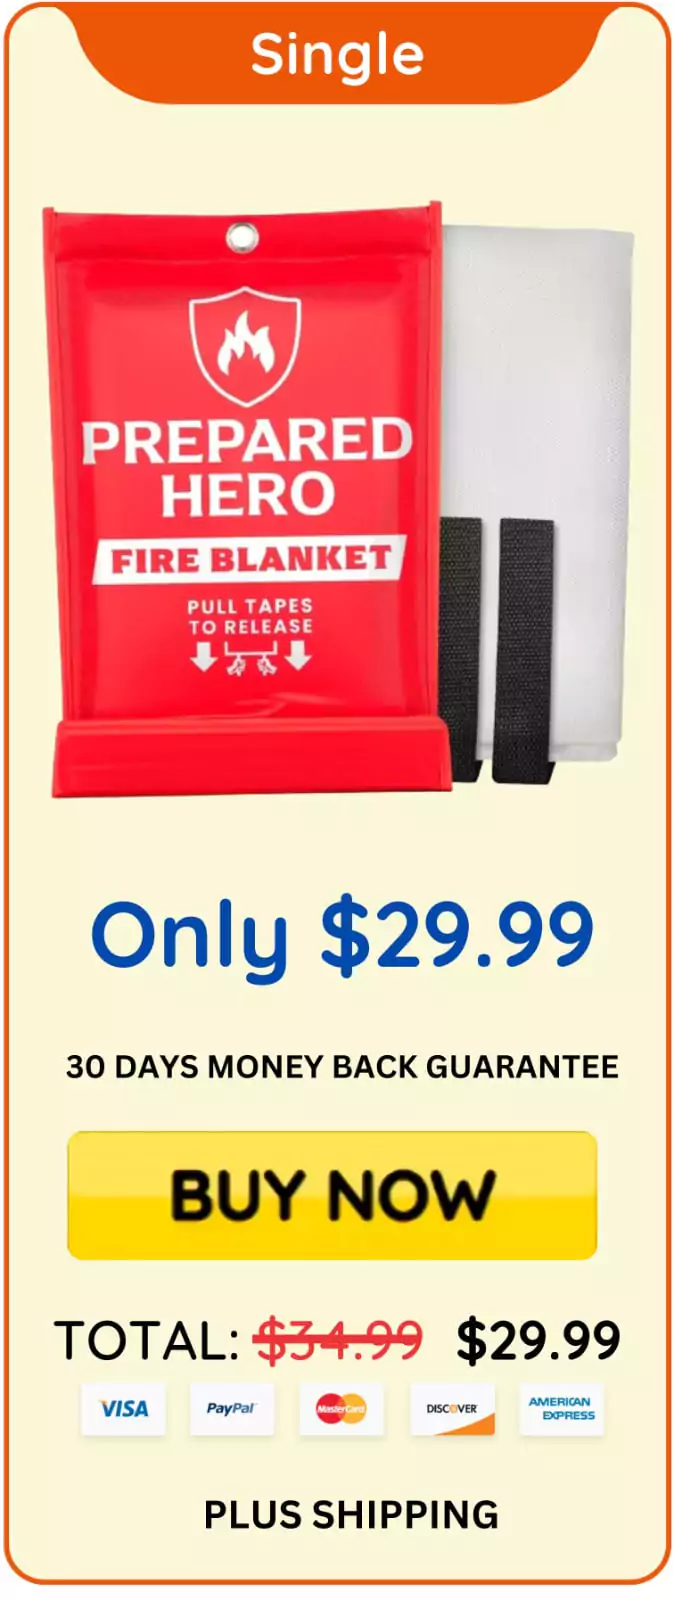 Single
PREPARED
HERO
FIRE BLANKET
PULL TAPES
TO RELEASE
Only $29.99
30 DAYS MONEY BACK GUARANTEE
BUY NOW
TOTAL: $34.99 $29.99
VISA PayPal MasterCard DISCOVER AMERICAN EXPRESS
PLUS SHIPPING